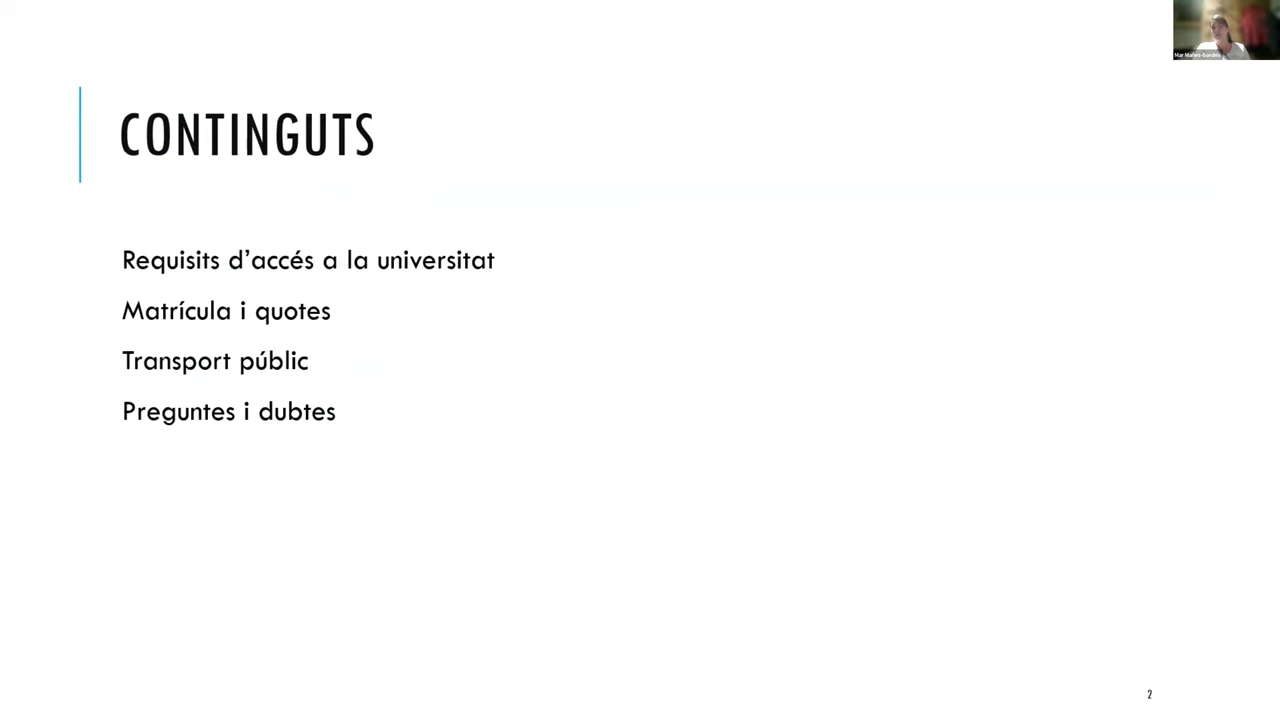 CONTINGUTS
Requisits d'accés a la universitat
Matrícula i quotes
Transport públic
Preguntes i dubtes
2